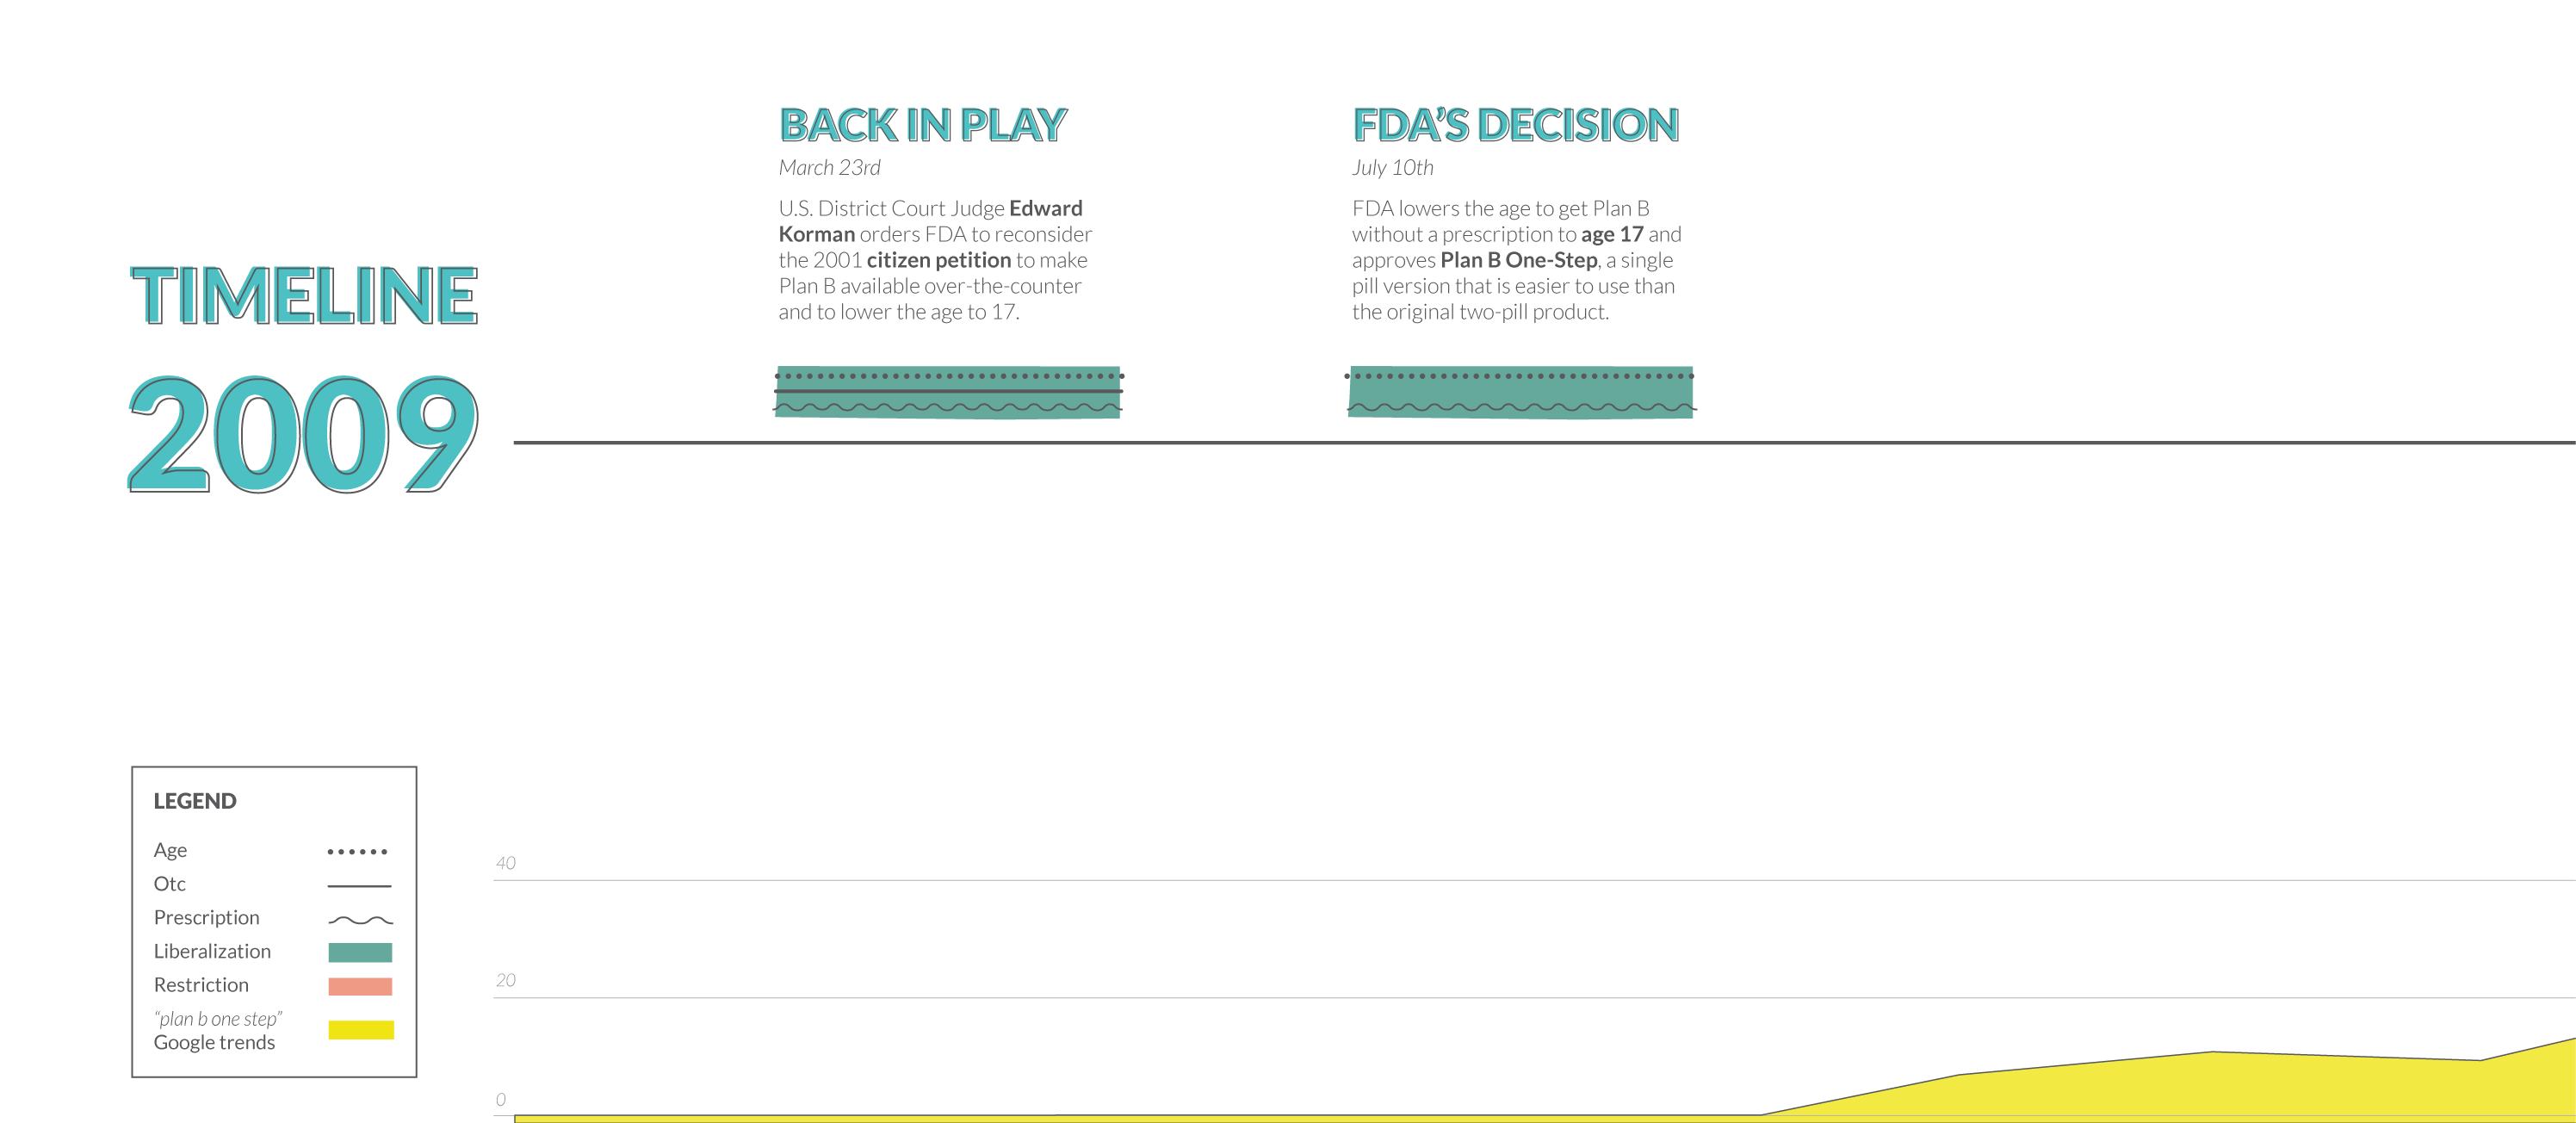 TIMELINE
2009
BACK IN PLAY
March 23rd
U.S. District Court Judge Edward
Korman orders FDA to reconsider
the 2001 citizen petition to make
Plan B available over-the-counter
and to lower the age to 17.
FDA’S DECISION
July 10th
FDA lowers the age to get Plan B
without a prescription to age 17 and
approves Plan B One-Step, a single
pill version that is easier to use than
the original two-pill product.
LEGEND
Age
Otc
Prescription
Liberalization
Restriction
“plan b one step”
Google trends
40
20
0